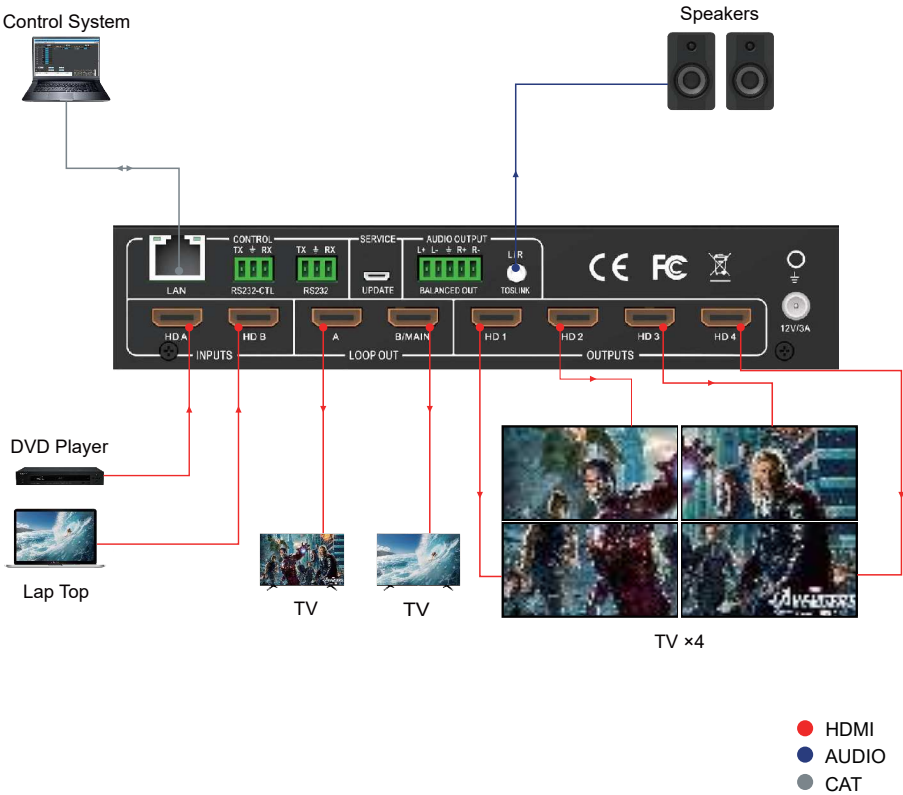 Control System
Speakers
CONTROL
SERVICE
AUDIO OUTPUT
TX RX
TX RX
L+ L- R+ R-
L/R
LAN
RS232-CTL
RS232
UPDATE
BALANCED OUT
TOSLINK
CE FC
12V/3A
HD A
HD B
A
B/MAIN
HD 1
HD 2
HD 3
HD 4
INPUTS
LOOP OUT
OUTPUTS
DVD Player
Lap Top
TV
TV
AVENGERS
TV ×4
HDMI
AUDIO
CAT